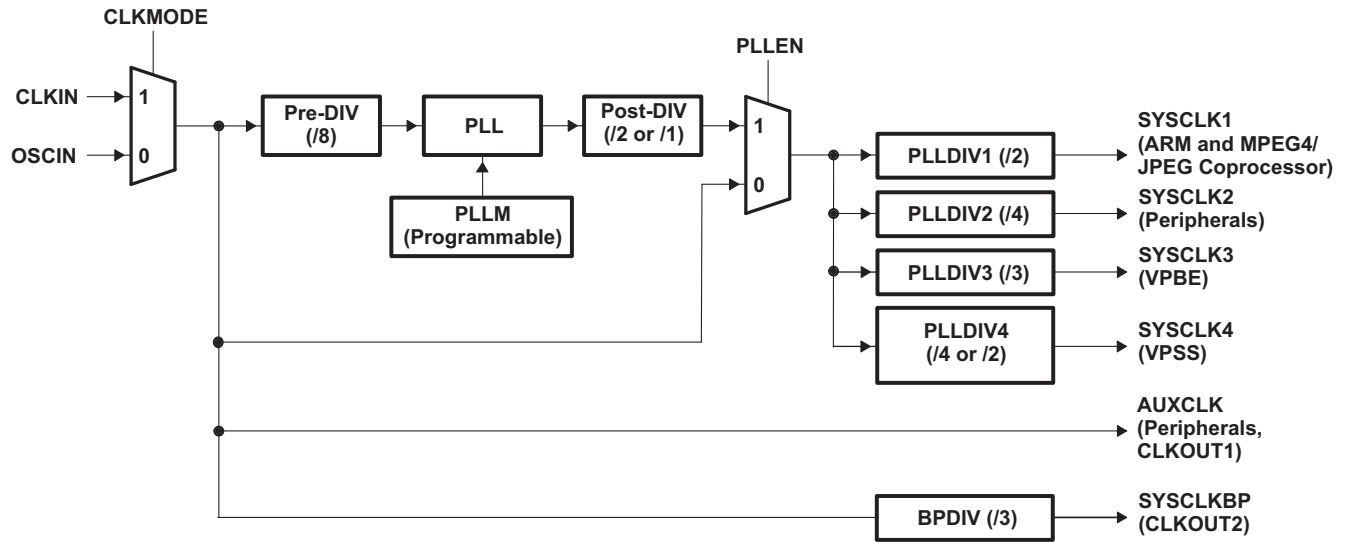 CLKMODE
CLKIN
OSCIN
1
0
Pre-DIV
(/8)
PLL
PLLM
(Programmable)
Post-DIV
(/2 or /1)
PLLEN
1
0
PLLDIV1 (/2)
SYSCLK1
(ARM and MPEG4/
JPEG Coprocessor)
PLLDIV2 (/4)
SYSCLK2
(Peripherals)
PLLDIV3 (/3)
SYSCLK3
(VPBE)
PLLDIV4
(/4 or /2)
SYSCLK4
(VPSS)
AUXCLK
(Peripherals,
CLKOUT1)
BPDIV (/3)
SYSCLKBP
(CLKOUT2)